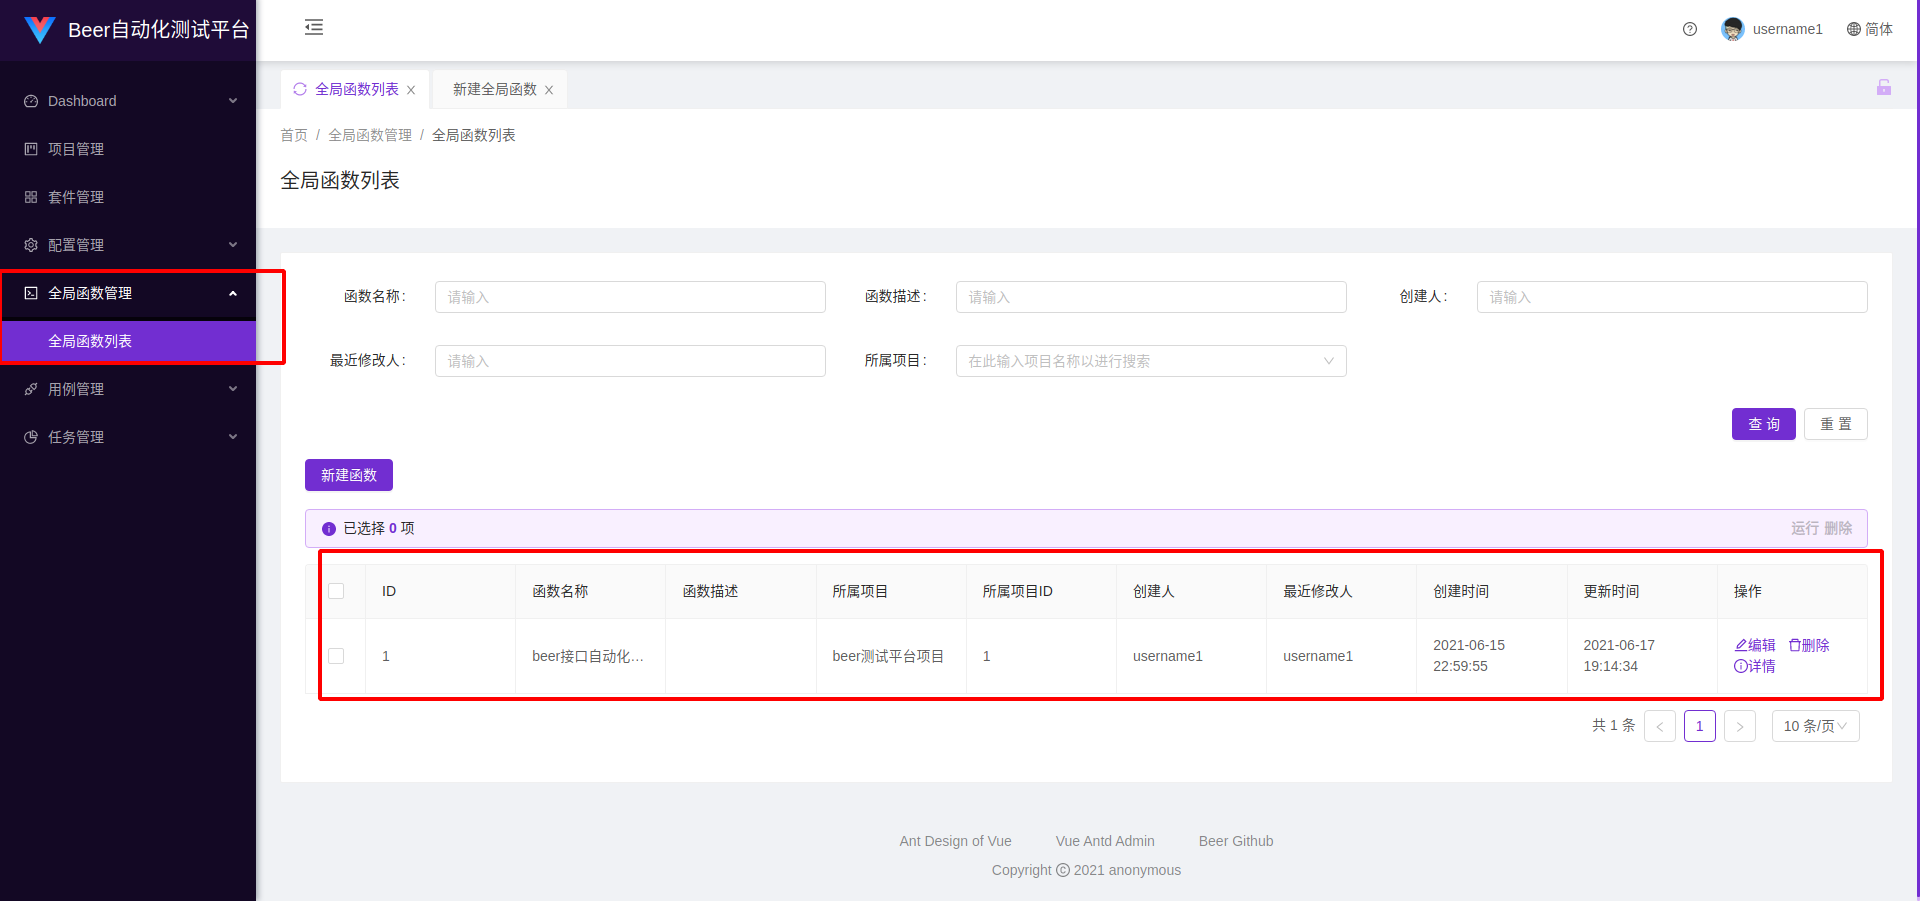 Beer自动化测试平台
username1
简体
Dashboard
项目管理
套件管理
配置管理
全局函数管理
全局函数列表
用例管理
任务管理
全局函数列表
新建全局函数
首页 / 全局函数管理 / 全局函数列表
全局函数列表
函数名称: 请输入
函数描述: 请输入
创建人: 请输入
最近修改人: 请输入
所属项目: 在此输入项目名称以进行搜索
查 询 重 置
新建函数
已选择 0 项
运行 删除
ID 函数名称 函数描述 所属项目 所属项目ID 创建人 最近修改人 创建时间 更新时间 操作
1 beer接口自动化… beer测试平台项目 1 username1 username1 2021-06-15 22:59:55 2021-06-17 19:14:34 编辑 删除 详情
共 1 条 < 1 > 10 条/页
Ant Design of Vue Vue Antd Admin Beer Github
Copyright © 2021 anonymous